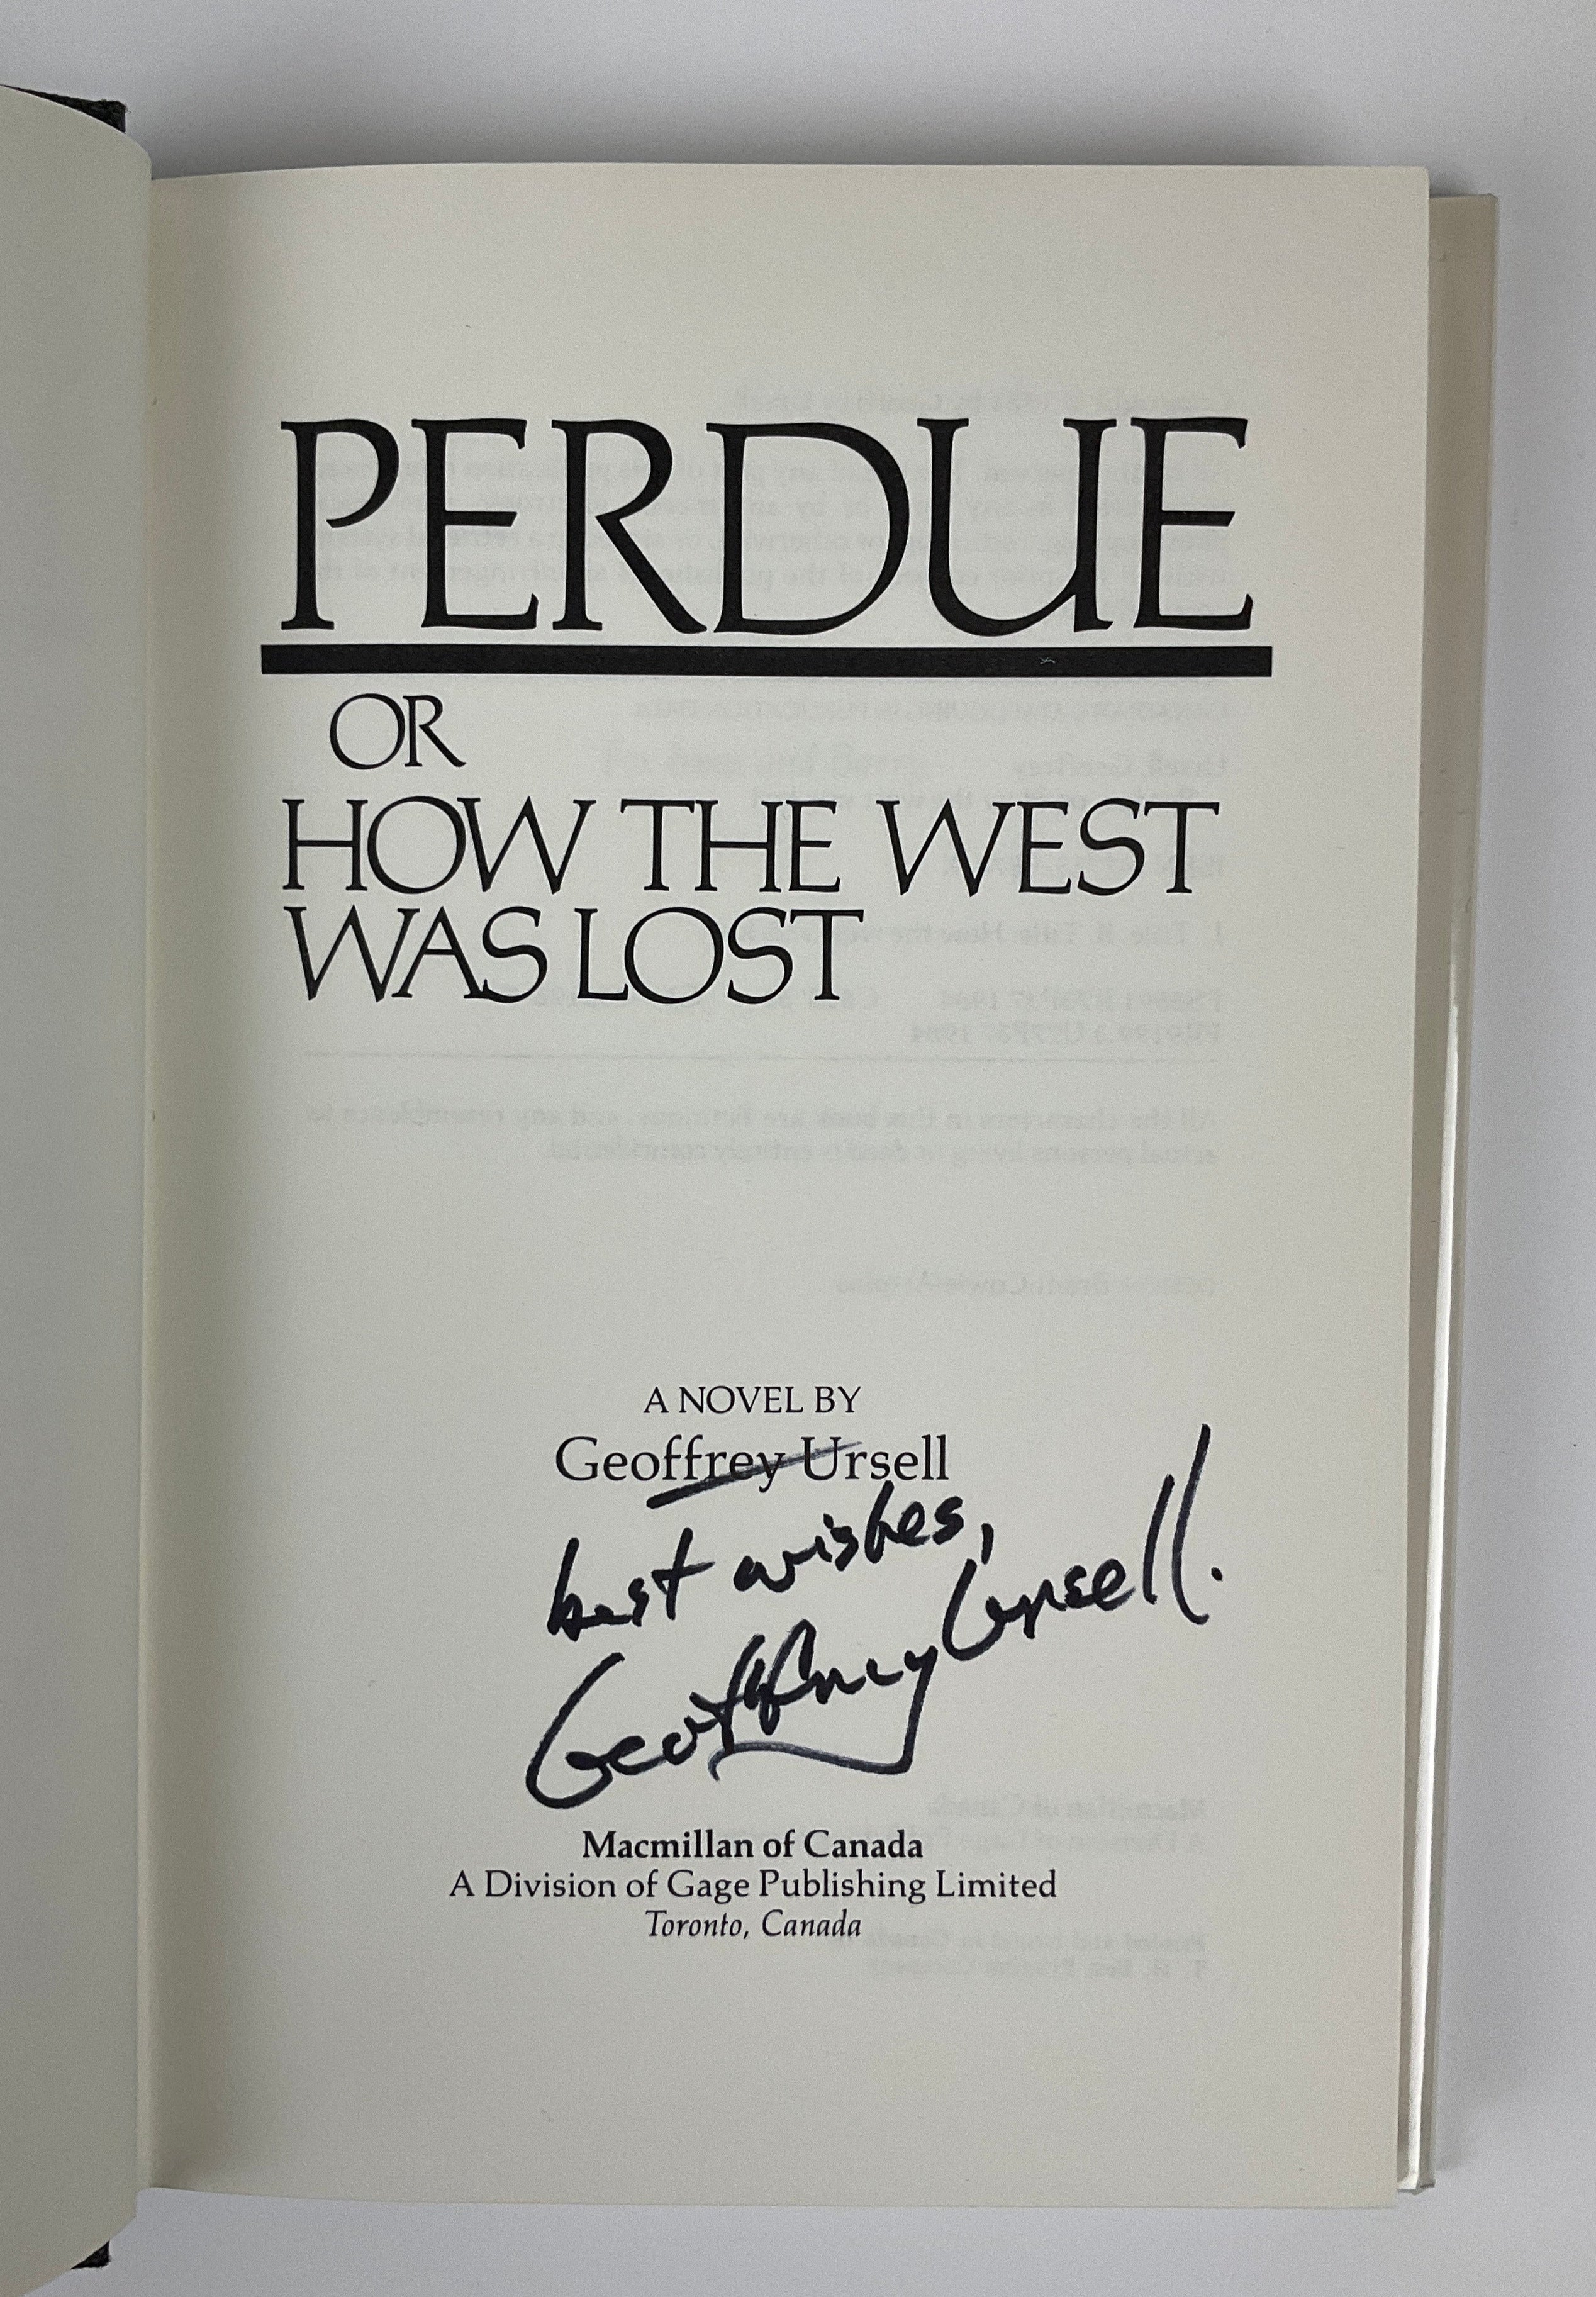 PERDUE
OR
HOW THE WEST
WAS LOST
A NOVEL BY
Geoffrey Ursell
best wishes,
Geoffrey Ursell.
Macmillan of Canada
A Division of Gage Publishing Limited
Toronto, Canada